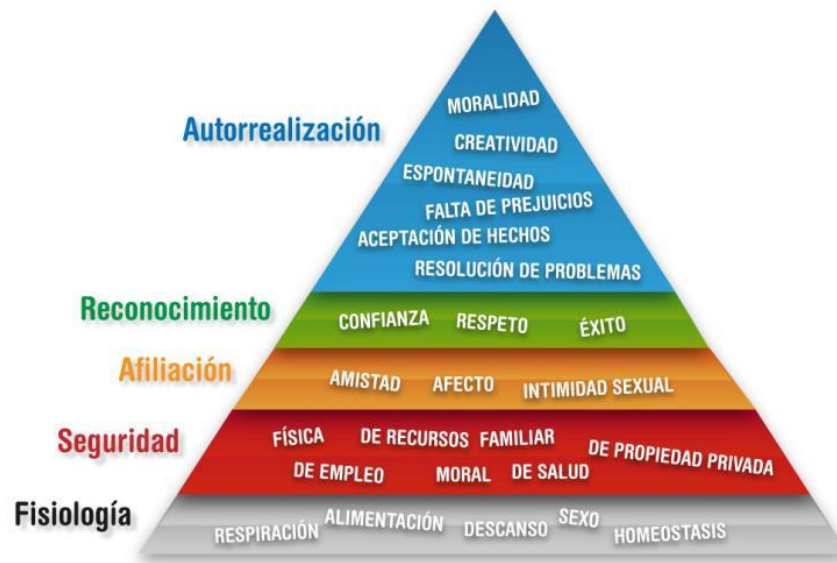 Autorrealización
MORALIDAD
CREATIVIDAD
ESPONTANEIDAD
FALTA DE PREJUICIOS
ACEPTACIÓN DE HECHOS
RESOLUCIÓN DE PROBLEMAS
Reconocimiento
CONFIANZA RESPETO ÉXITO
Afiliación
AMISTAD AFECTO INTIMIDAD SEXUAL
Seguridad
FÍSICA DE RECURSOS FAMILIAR DE PROPIEDAD PRIVADA
DE EMPLEO MORAL DE SALUD
Fisiología
RESPIRACIÓN ALIMENTACIÓN DESCANSO SEXO HOMEOSTASIS